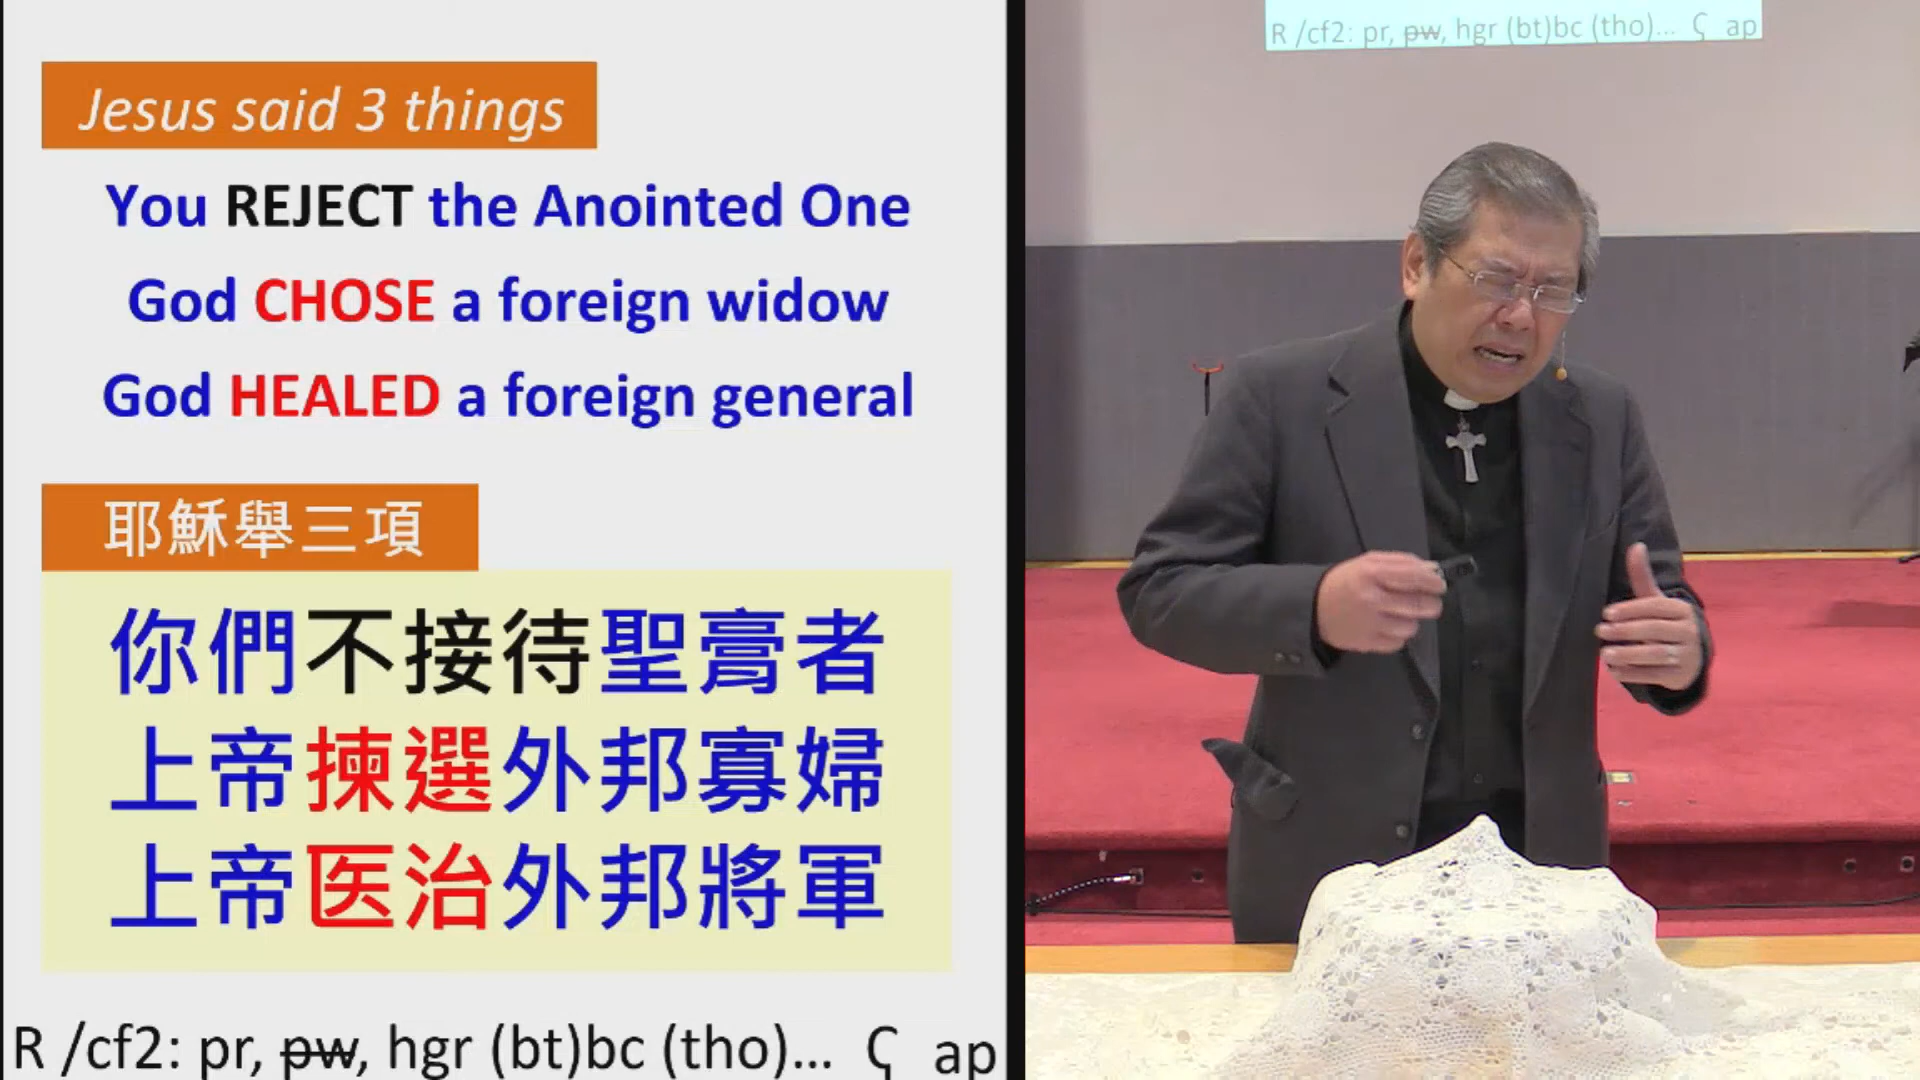 Jesus said 3 things
You REJECT the Anointed One
God CHOSE a foreign widow
God HEALED a foreign general
耶穌舉三項
你們不接待聖膏者
上帝揀選外邦寡婦
上帝医治外邦將軍
R /cf2: pr, pw, hgr (bt)bc (tho)... Ϛ ap
R /cf2: pr, pw, hgr (bt)bc (tho)... Ϛ ap